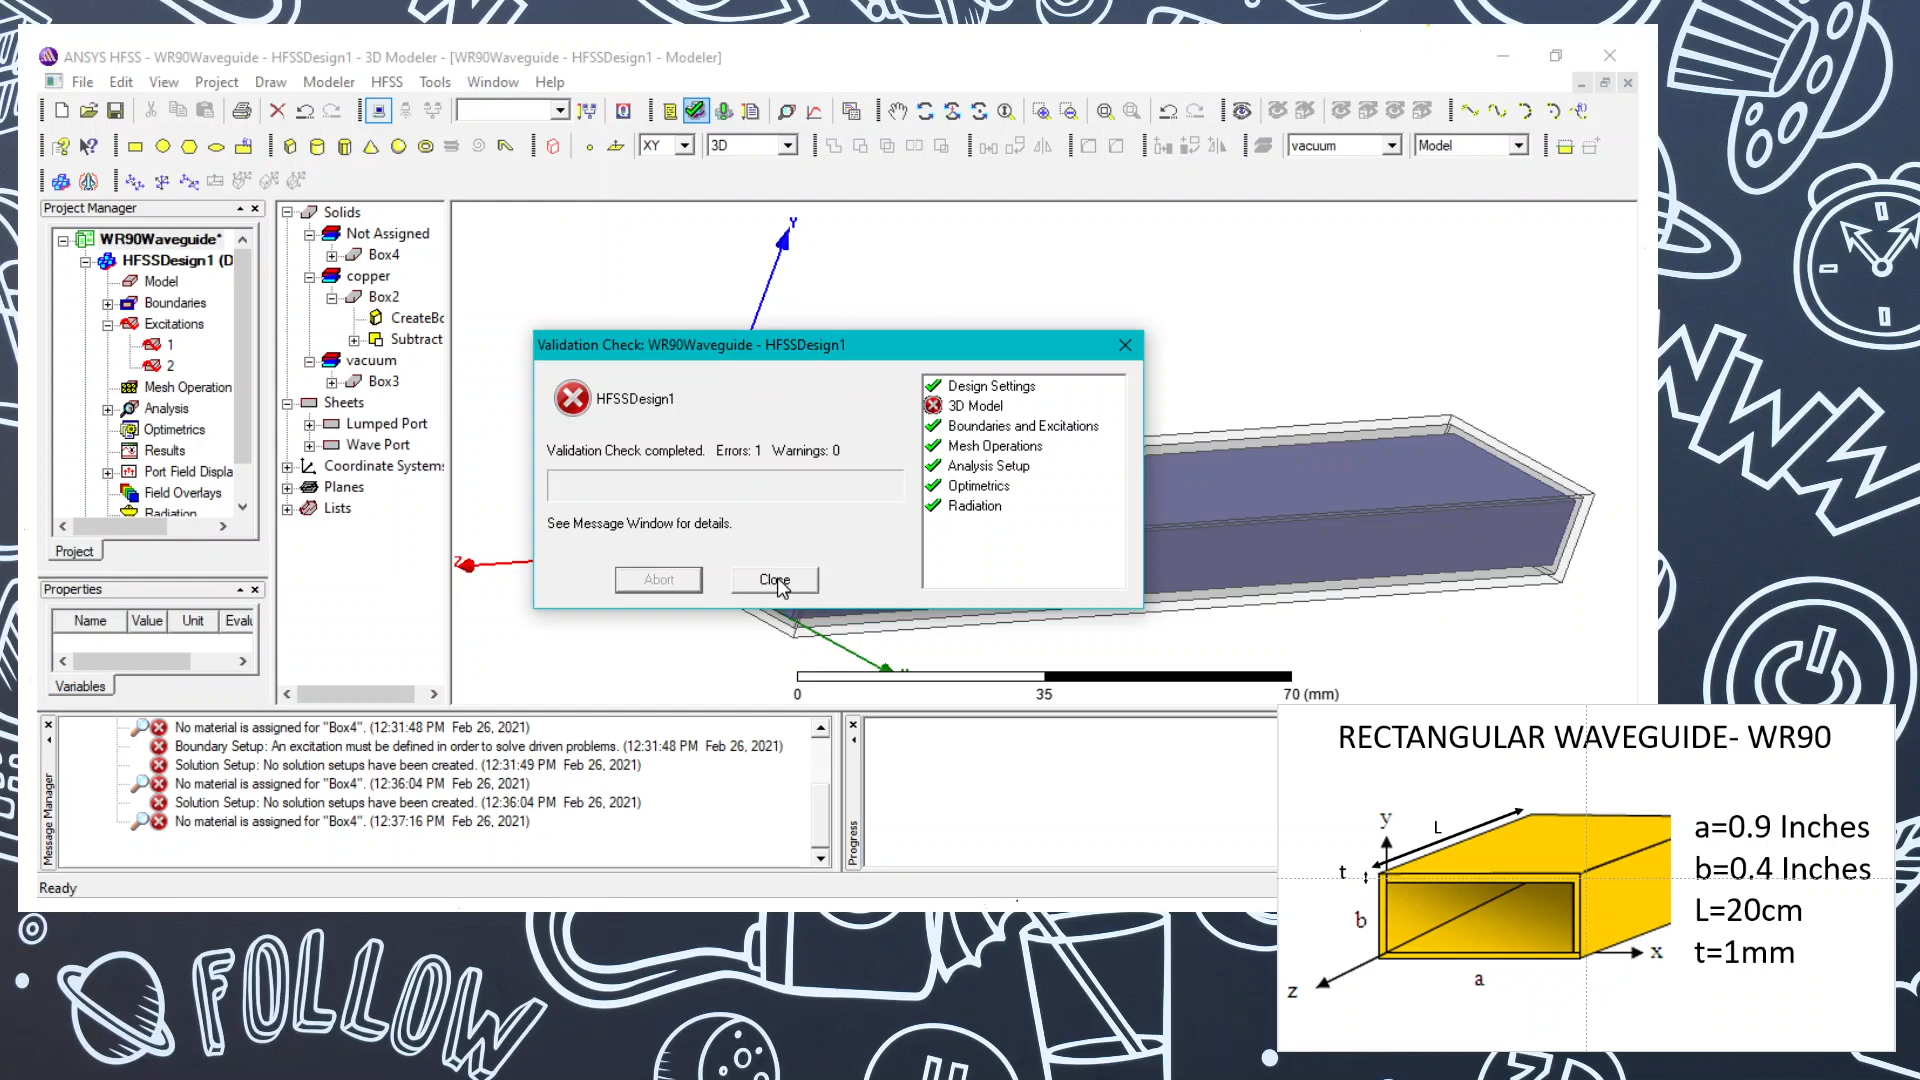 ANSYS HFSS - WR90Waveguide - HFSSDesign1 - 3D Modeler - [WR90Waveguide - HFSSDesign1 - Modeler]
File Edit View Project Draw Modeler HFSS Tools Window Help
XY 3D vacuum Model
Project Manager
WR90Waveguide*
HFSSDesign1 (D
Model
Boundaries
Excitations
1
2
Mesh Operation
Analysis
Optimetrics
Results
Port Field Displa
Field Overlays
Radiation
Project
Properties
Name Value Unit Evalu
Variables
Solids
Not Assigned
Box4
copper
Box2
CreateBo
Subtract
vacuum
Box3
Sheets
Lumped Port
Wave Port
Coordinate Systems
Planes
Lists
Y
Z
Validation Check: WR90Waveguide - HFSSDesign1
HFSSDesign1
Validation Check completed. Errors: 1 Warnings: 0
See Message Window for details.
Abort Close
Design Settings
3D Model
Boundaries and Excitations
Mesh Operations
Analysis Setup
Optimetrics
Radiation
0 35 70 (mm)
Message Manager
No material is assigned for "Box4". (12:31:48 PM Feb 26, 2021)
Boundary Setup: An excitation must be defined in order to solve driven problems. (12:31:48 PM Feb 26, 2021)
Solution Setup: No solution setups have been created. (12:31:49 PM Feb 26, 2021)
No material is assigned for "Box4". (12:36:04 PM Feb 26, 2021)
Solution Setup: No solution setups have been created. (12:36:04 PM Feb 26, 2021)
No material is assigned for "Box4". (12:37:16 PM Feb 26, 2021)
Progress
Ready
RECTANGULAR WAVEGUIDE- WR90
y
L
t
b
x
a
z
a=0.9 Inches
b=0.4 Inches
L=20cm
t=1mm
FOLLOW